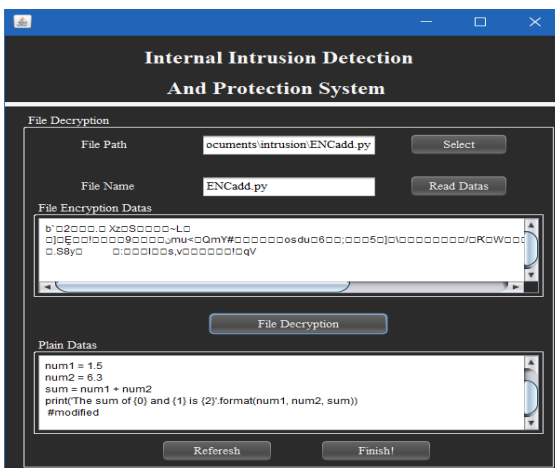 Internal Intrusion Detection
And Protection System
File Decryption
File Path ocuments\intrusion\ENCadd.py Select
File Name ENCadd.py Read Datas
File Encryption Datas
File Decryption
Plain Datas
num1 = 1.5
num2 = 6.3
sum = num1 + num2
print('The sum of {0} and {1} is {2}'.format(num1, num2, sum))
#modified
Referesh Finish!